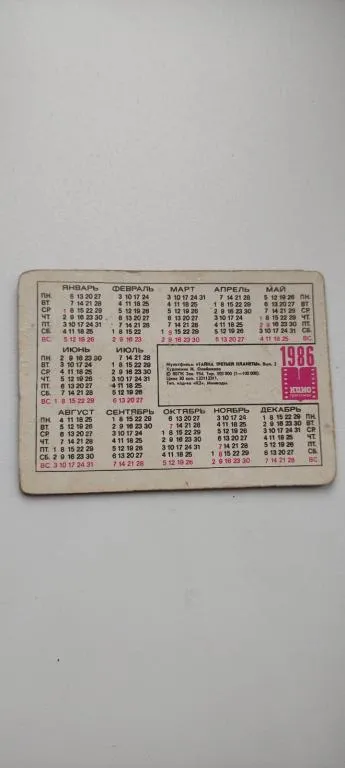 ЯНВАРЬ ФЕВРАЛЬ МАРТ АПРЕЛЬ МАЙ
ПН. 6 13 20 27 3 10 17 24 3 10 17 24 31 7 14 21 28 5 12 19 26
ВТ. 7 14 21 28 4 11 18 25 4 11 18 25 1 8 15 22 29 6 13 20 27
СР. 1 8 15 22 29 5 12 19 26 5 12 19 26 2 9 16 23 30 7 14 21 28
ЧТ. 2 9 16 23 30 6 13 20 27 6 13 20 27 3 10 17 24 1 8 15 22 29
ПТ. 3 10 17 24 31 7 14 21 28 7 14 21 28 4 11 18 25 2 9 16 23 30
СБ. 4 11 18 25 1 8 15 22 1 8 15 22 29 5 12 19 26 3 10 17 24 31
ВС. 5 12 19 26 2 9 16 23 2 9 16 23 30 6 13 20 27 4 11 18 25
ИЮНЬ ИЮЛЬ
ПН. 2 9 16 23 30 7 14 21 28
ВТ. 3 10 17 24 1 8 15 22 29
СР. 4 11 18 25 2 9 16 23 30
ЧТ. 5 12 19 26 3 10 17 24 31
ПТ. 6 13 20 27 4 11 18 25
СБ. 7 14 21 28 5 12 19 26
ВС. 1 8 15 22 29 6 13 20 27
Мультфильм «ТАЙНА ТРЕТЬЕЙ ПЛАНЕТЫ».
Художник Н.
1986
КИНО
АВГУСТ СЕНТЯБРЬ ОКТЯБРЬ НОЯБРЬ ДЕКАБРЬ
ПН. 4 11 18 25 1 8 15 22 29 6 13 20 27 3 10 17 24 1 8 15 22 29 ПН.
ВТ. 5 12 19 26 2 9 16 23 30 7 14 21 28 4 11 18 25 2 9 16 23 30 ВТ.
СР. 6 13 20 27 3 10 17 24 1 8 15 22 29 5 12 19 26 3 10 17 24 31 СР.
ЧТ. 7 14 21 28 4 11 18 25 2 9 16 23 30 6 13 20 27 4 11 18 25 ЧТ.
ПТ. 1 8 15 22 29 5 12 19 26 3 10 17 24 31 7 14 21 28 5 12 19 26 ПТ.
СБ. 2 9 16 23 30 6 13 20 27 4 11 18 25 1 8 15 22 29 6 13 20 27 СБ.
ВС. 3 10 17 24 31 7 14 21 28 5 12 19 26 2 9 16 23 30 7 14 21 28 ВС.